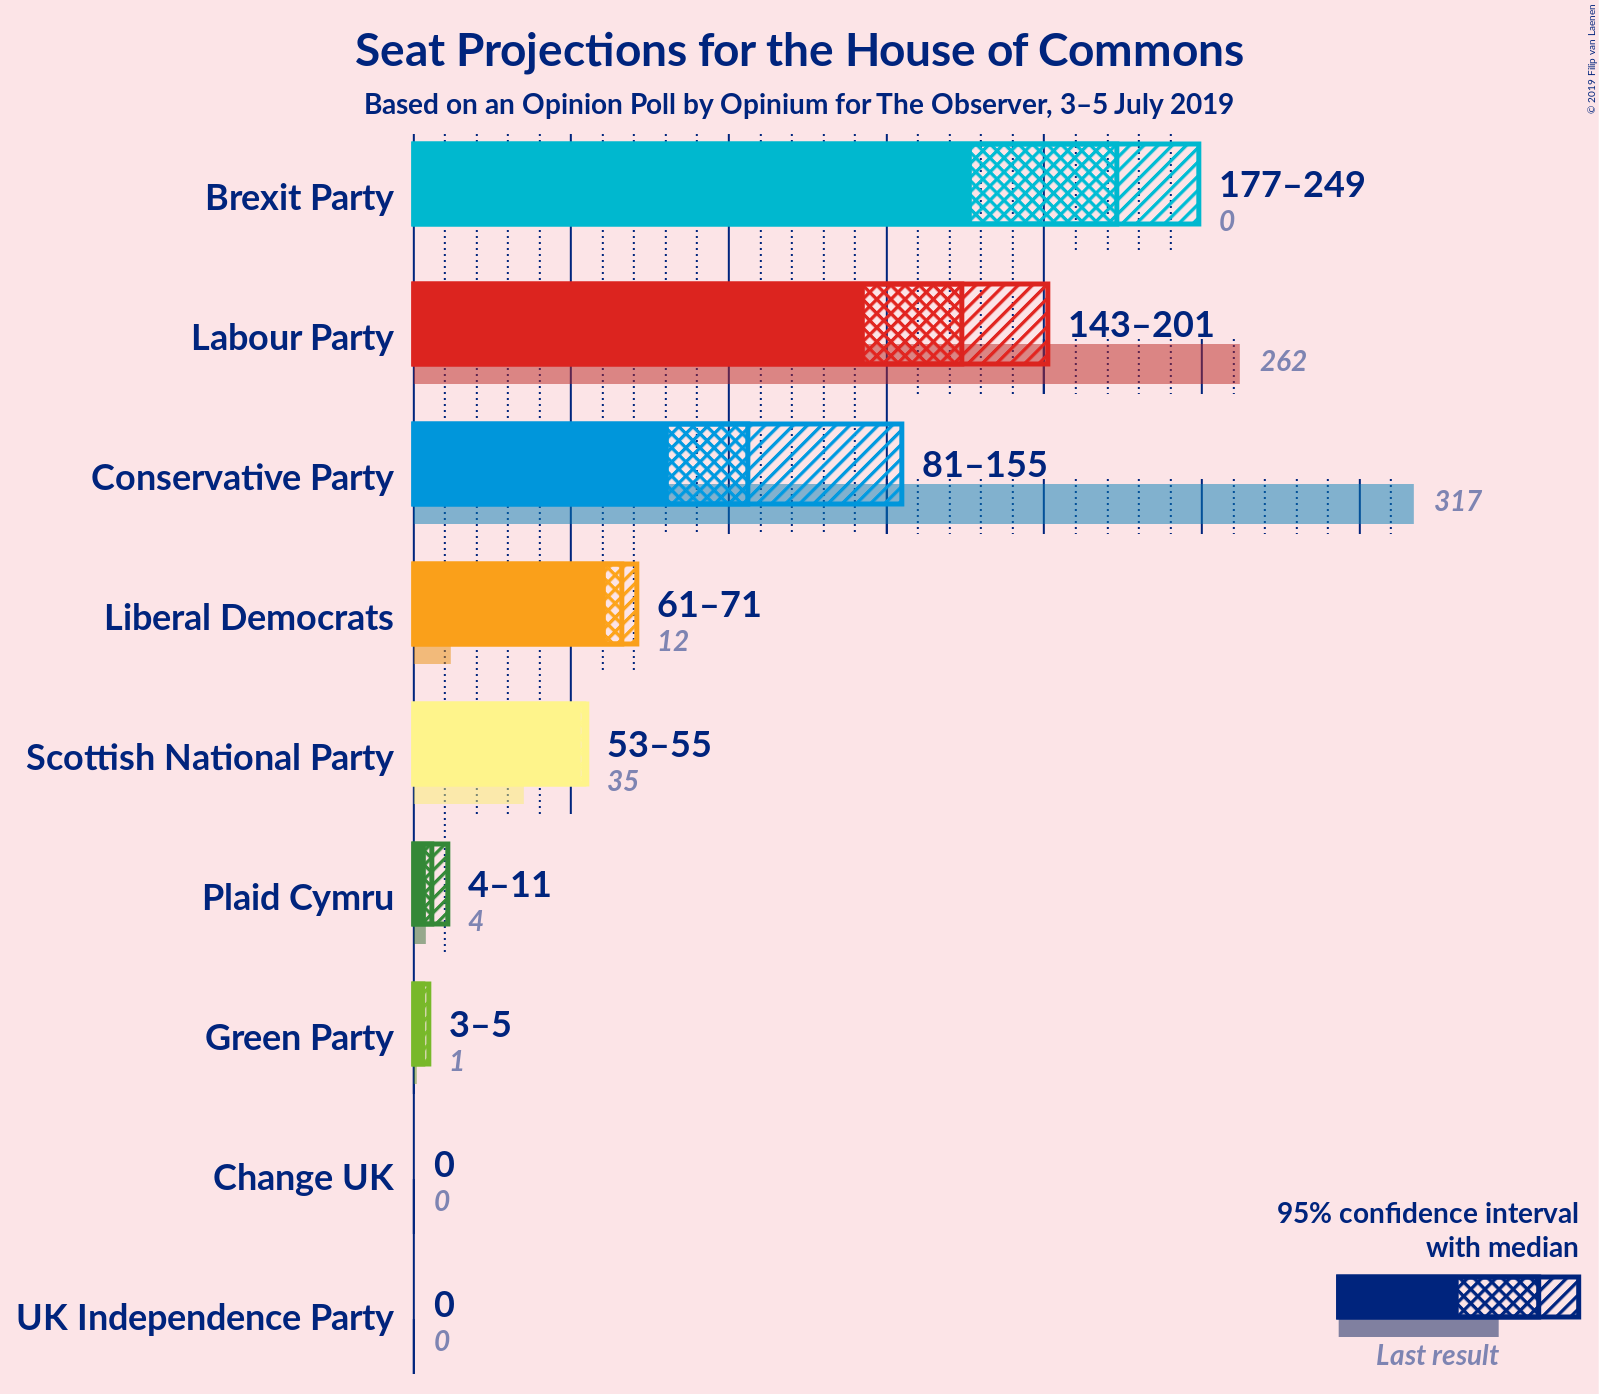 Seat Projections for the House of Commons
Based on an Opinion Poll by Opinium for The Observer, 3–5 July 2019
© 2019 Filip van Laenen
Brexit Party
177–249
0
Labour Party
143–201
262
Conservative Party
81–155
317
Liberal Democrats
61–71
12
Scottish National Party
53–55
35
Plaid Cymru
4–11
4
Green Party
3–5
1
Change UK
0
0
UK Independence Party
0
0
95% confidence interval
with median
Last result